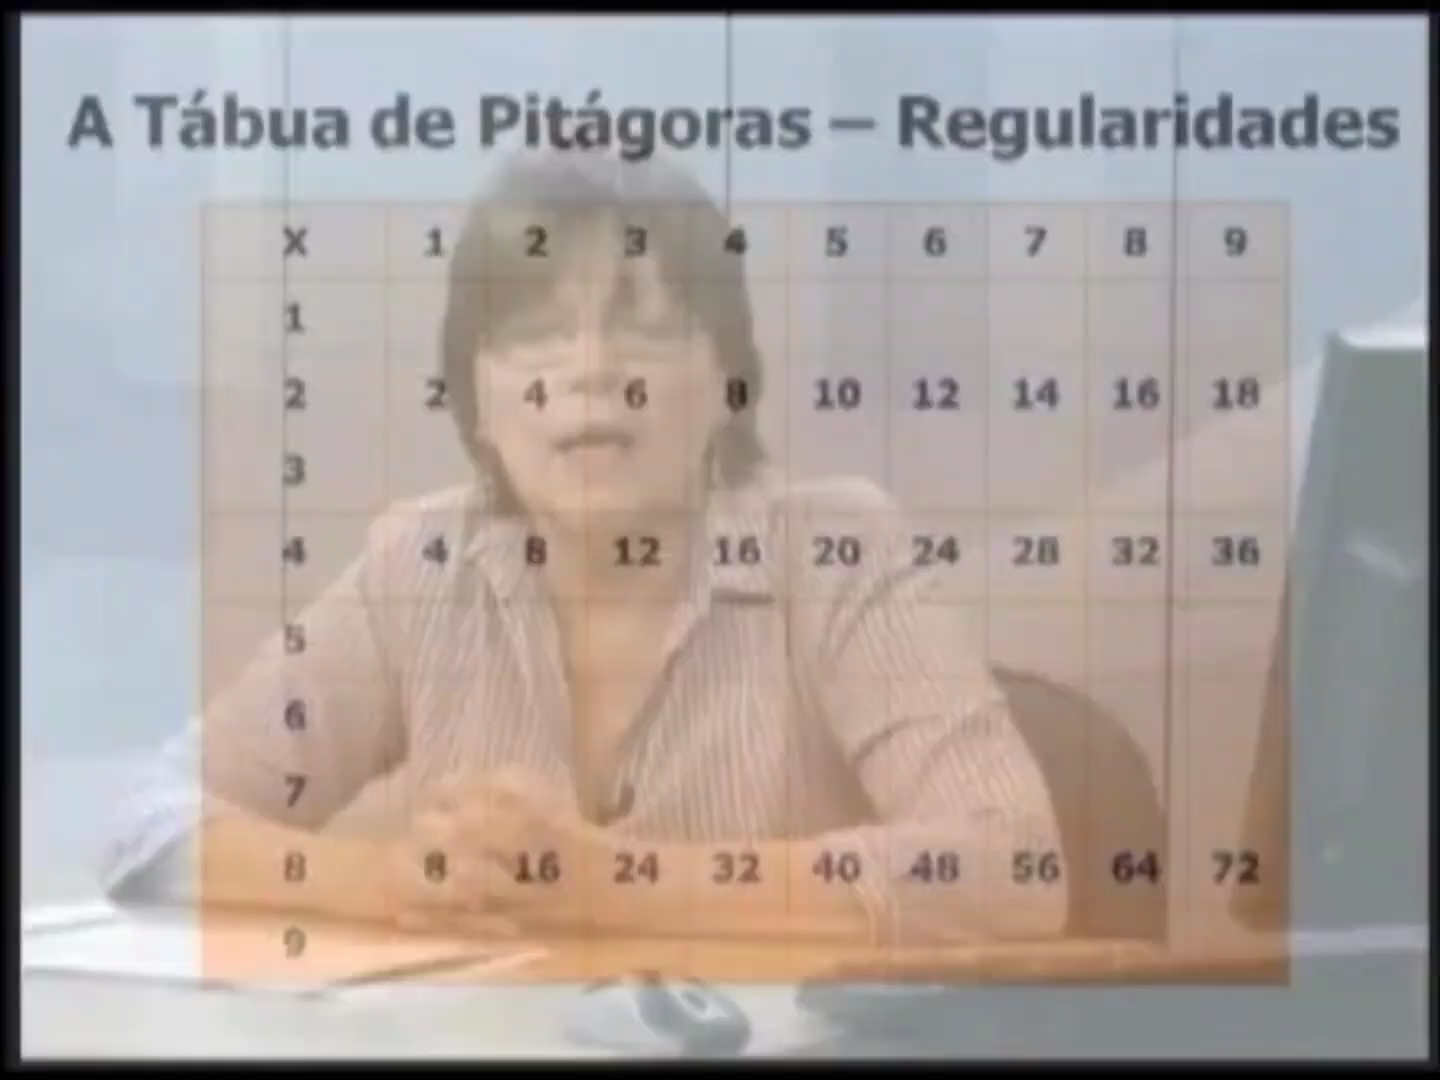 A Tábua de Pitágoras – Regularidades
X 1 2 3 4 5 6 7 8 9
1
2 2 4 6 8 10 12 14 16 18
3
4 4 8 12 16 20 24 28 32 36
5
6
7
8 8 16 24 32 40 48 56 64 72
9